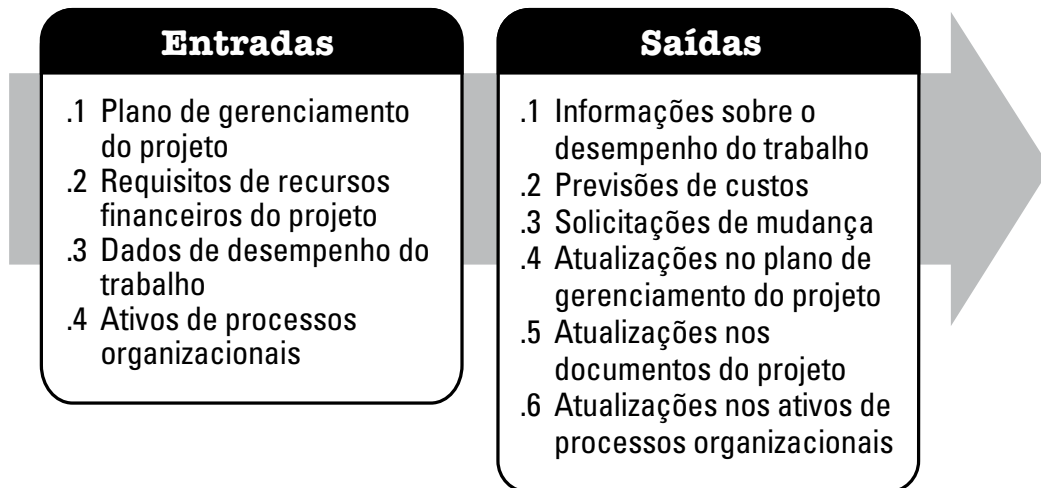 Entradas
.1 Plano de gerenciamento
do projeto
.2 Requisitos de recursos
financeiros do projeto
.3 Dados de desempenho do
trabalho
.4 Ativos de processos
organizacionais
Saídas
.1 Informações sobre o
desempenho do trabalho
.2 Previsões de custos
.3 Solicitações de mudança
.4 Atualizações no plano de
gerenciamento do projeto
.5 Atualizações nos
documentos do projeto
.6 Atualizações nos ativos de
processos organizacionais